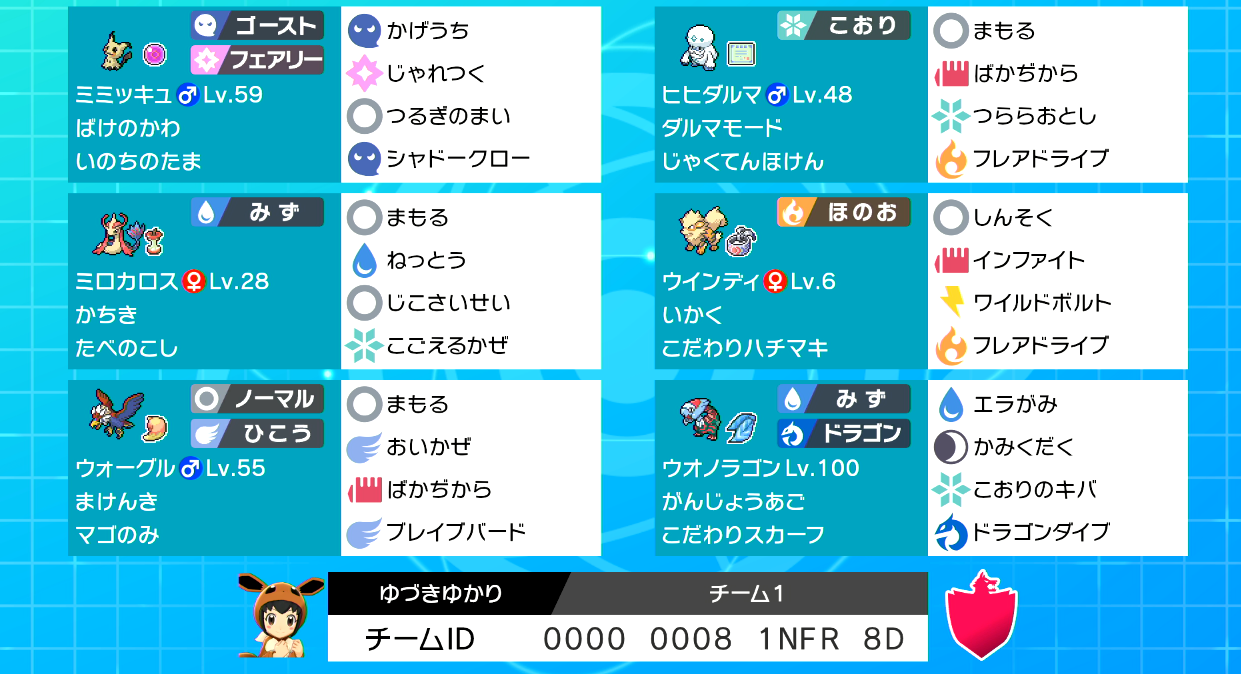 ゴースト
フェアリー
ミミッキュ♂Lv.59
ばけのかわ
いのちのたま
かげうち
じゃれつく
つるぎのまい
シャドークロー
こおり
ヒヒダルマ♂Lv.48
ダルマモード
じゃくてんほけん
まもる
ばかぢから
つららおとし
フレアドライブ
みず
ミロカロス♀Lv.28
かちき
たべのこし
まもる
ねっとう
じこさいせい
こごえるかぜ
ほのお
ウインディ♀Lv.6
いかく
こだわりハチマキ
しんそく
インファイト
ワイルドボルト
フレアドライブ
ノーマル
ひこう
ウォーグル♂Lv.55
まけんき
マゴのみ
まもる
おいかぜ
ばかぢから
ブレイブバード
みず
ドラゴン
ウオノラゴンLv.100
がんじょうあご
こだわりスカーフ
エラがみ
かみくだく
こおりのキバ
ドラゴンダイブ
ゆづきゆかり チーム1
チームID 0000 0008 1NFR 8D